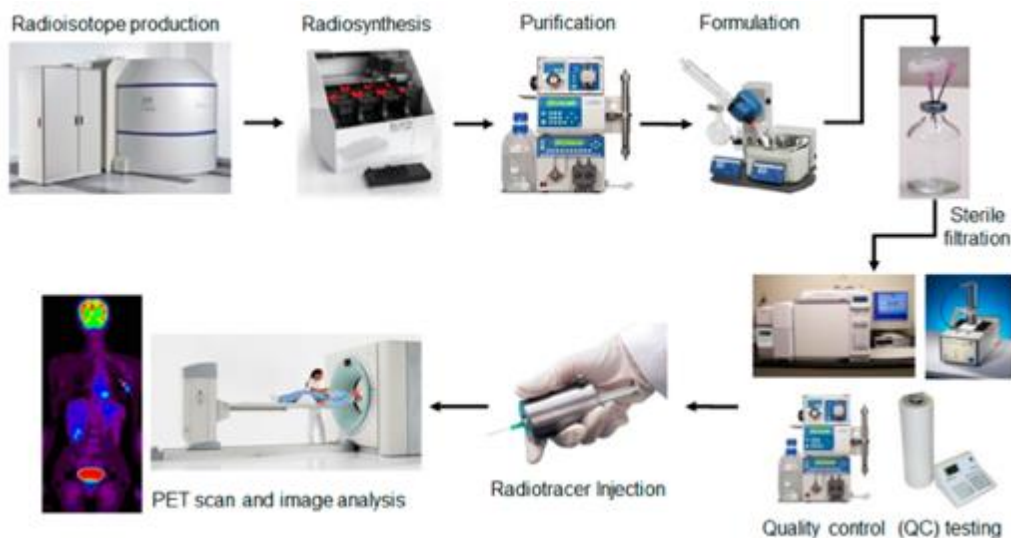 Radioisotope production
Radiosynthesis
Purification
Formulation
Sterile
filtration
PET scan and image analysis
Radiotracer Injection
Quality control (QC) testing